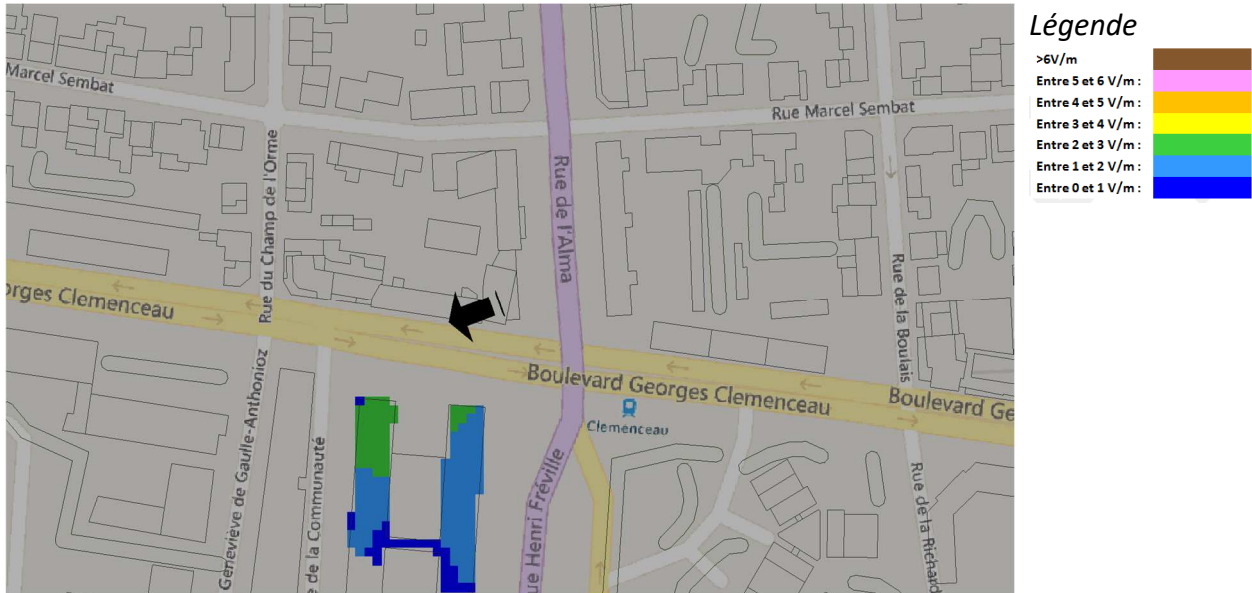 Légende
>6V/m
Entre 5 et 6 V/m :
Entre 4 et 5 V/m :
Entre 3 et 4 V/m :
Entre 2 et 3 V/m :
Entre 1 et 2 V/m :
Entre 0 et 1 V/m :
Marcel Sembat
Rue Marcel Sembat
Rue du Champ de l'Orme
Rue de l'Alma
orges Clemenceau
Rue de la Boulais
Boulevard Georges Clemenceau
Boulevard Ge
Clemenceau
Geneviève de Gaulle-Anthonioz
e de la Communauté
ue Henri Fréville
Rue de la Richard